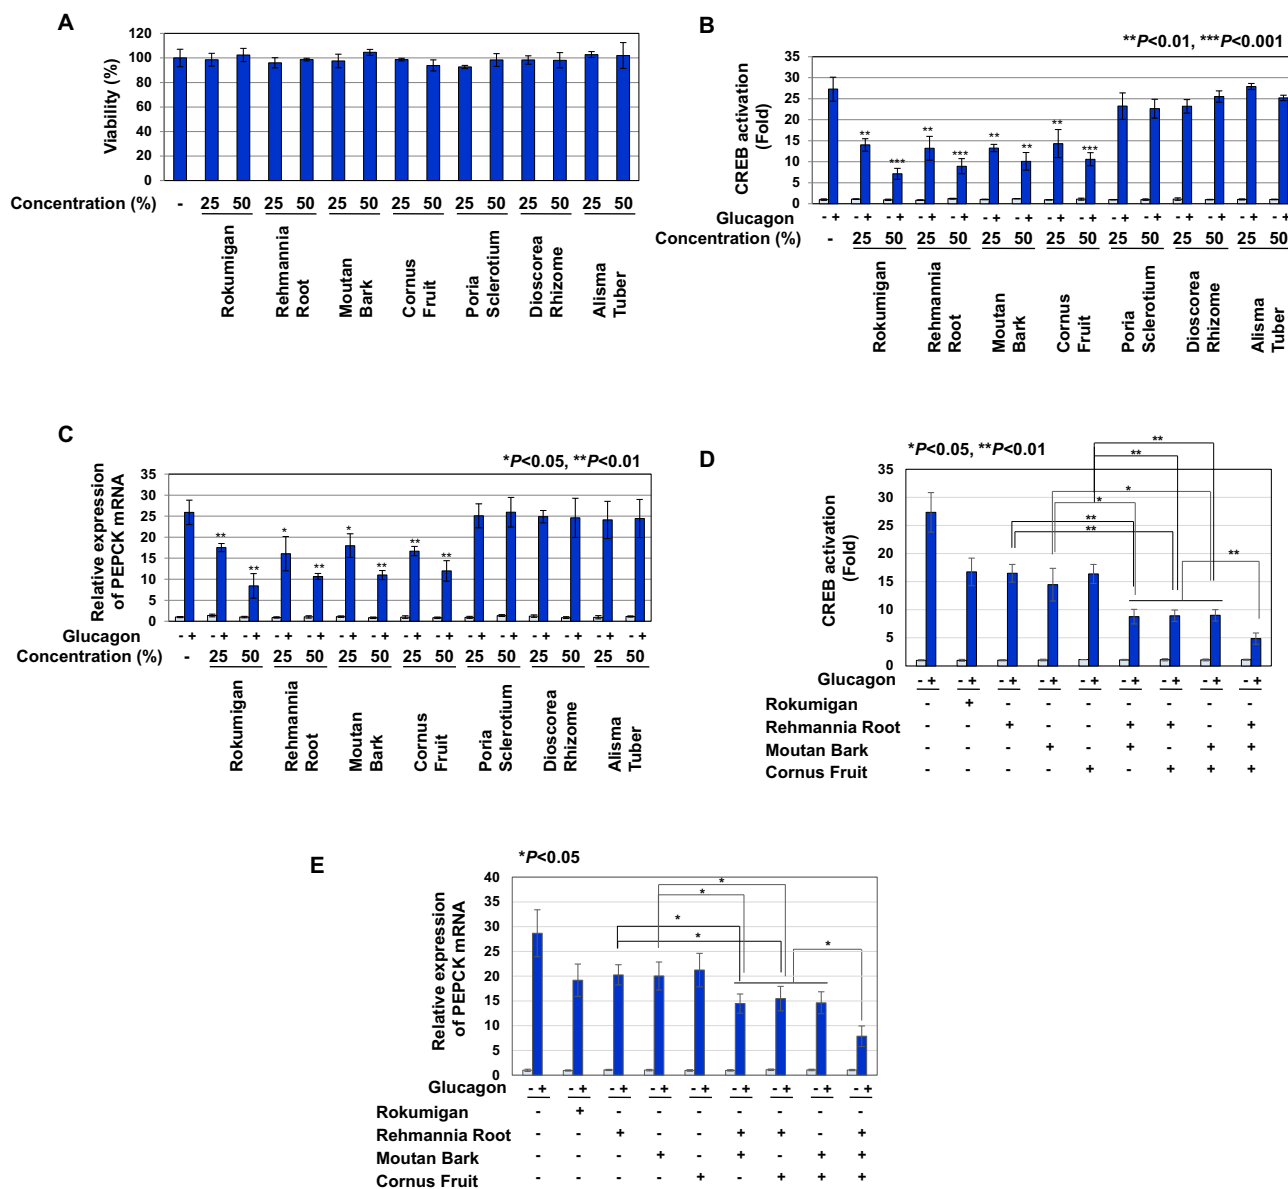 A
Viability (%)
120
100
80
60
40
20
0
Concentration (%) - 25 50 25 50 25 50 25 50 25 50 25 50 25 50
Rokumigan
Rehmannia
Root
Moutan
Bark
Cornus
Fruit
Poria
Sclerotium
Dioscorea
Rhizome
Alisma
Tuber
B
**P<0.01, ***P<0.001
CREB activation
(Fold)
35
30
25
20
15
10
5
0
** *** ** *** ** ** ** ***
Glucagon - + - + - + - + - + - + - + - + - + - + - + - + - + - + - +
Concentration (%) - 25 50 25 50 25 50 25 50 25 50 25 50 25 50
Rokumigan
Rehmannia
Root
Moutan
Bark
Cornus
Fruit
Poria
Sclerotium
Dioscorea
Rhizome
Alisma
Tuber
C
*P<0.05, **P<0.01
Relative expression
of PEPCK mRNA
35
30
25
20
15
10
5
0
** ** * ** * ** ** **
Glucagon - + - + - + - + - + - + - + - + - + - + - + - + - + - + - +
Concentration (%) - 25 50 25 50 25 50 25 50 25 50 25 50 25 50
Rokumigan
Rehmannia
Root
Moutan
Bark
Cornus
Fruit
Poria
Sclerotium
Dioscorea
Rhizome
Alisma
Tuber
D
*P<0.05, **P<0.01
CREB activation
(Fold)
35
30
25
20
15
10
5
0
**
**
*
*
**
**
**
Glucagon - + - + - + - + - + - + - + - + - +
Rokumigan - + - - - - - - -
Rehmannia Root - - + - - + + - +
Moutan Bark - - - + - + - + +
Cornus Fruit - - - - + - + + +
E
*P<0.05
Relative expression
of PEPCK mRNA
40
35
30
25
20
15
10
5
0
*
*
*
*
*
Glucagon - + - + - + - + - + - + - + - + - +
Rokumigan - + - - - - - - -
Rehmannia Root - - + - - + + - +
Moutan Bark - - - + - + - + +
Cornus Fruit - - - - + - + + +